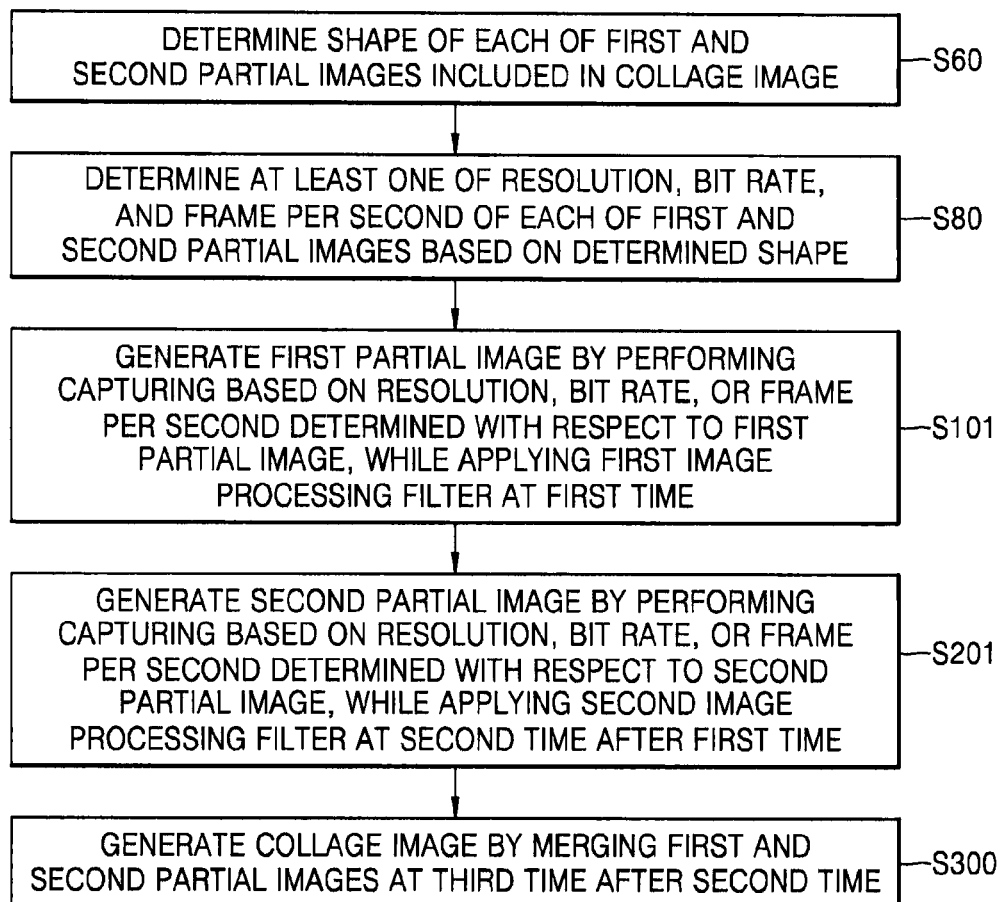 DETERMINE SHAPE OF EACH OF FIRST AND
SECOND PARTIAL IMAGES INCLUDED IN COLLAGE IMAGE
S60
DETERMINE AT LEAST ONE OF RESOLUTION, BIT RATE,
AND FRAME PER SECOND OF EACH OF FIRST AND
SECOND PARTIAL IMAGES BASED ON DETERMINED SHAPE
S80
GENERATE FIRST PARTIAL IMAGE BY PERFORMING
CAPTURING BASED ON RESOLUTION, BIT RATE, OR FRAME
PER SECOND DETERMINED WITH RESPECT TO FIRST
PARTIAL IMAGE, WHILE APPLYING FIRST IMAGE
PROCESSING FILTER AT FIRST TIME
S101
GENERATE SECOND PARTIAL IMAGE BY PERFORMING
CAPTURING BASED ON RESOLUTION, BIT RATE, OR FRAME
PER SECOND DETERMINED WITH RESPECT TO SECOND
PARTIAL IMAGE, WHILE APPLYING SECOND IMAGE
PROCESSING FILTER AT SECOND TIME AFTER FIRST TIME
S201
GENERATE COLLAGE IMAGE BY MERGING FIRST AND
SECOND PARTIAL IMAGES AT THIRD TIME AFTER SECOND TIME
S300